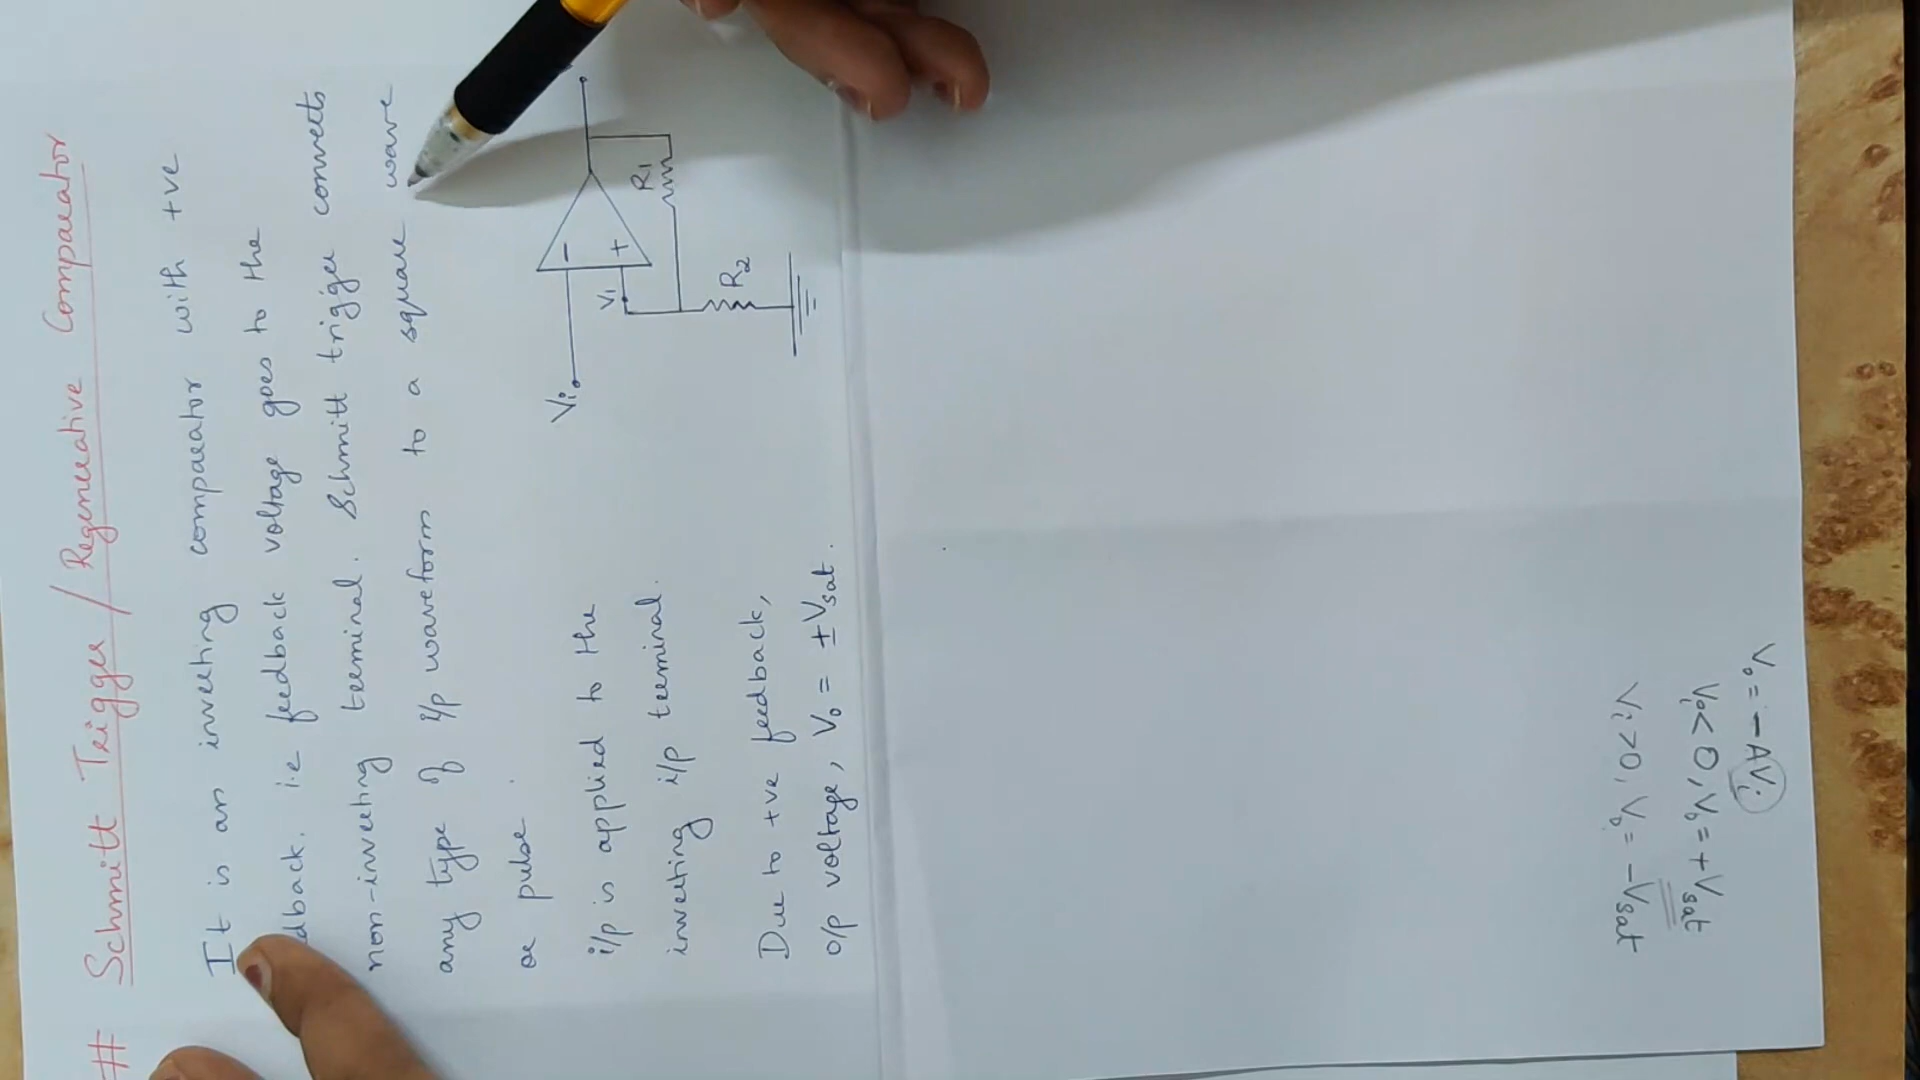 # Schmitt Trigger / Regenerative Comparator
It is an inverting comparator with +ve
dback. i.e feedback voltage goes to the
non-inverting terminal. Schmitt trigger converts
any type of i/p waveform to a square wave
or pulse.
i/p is applied to the
inverting i/p terminal.
Due to +ve feedback,
o/p voltage, V₀ = ±Vsat.
Vi
−
+
V₁
R₁
R₂
V₀ = −AVi
Vi<0, V₀ = +Vsat
Vi>0, V₀ = −Vsat